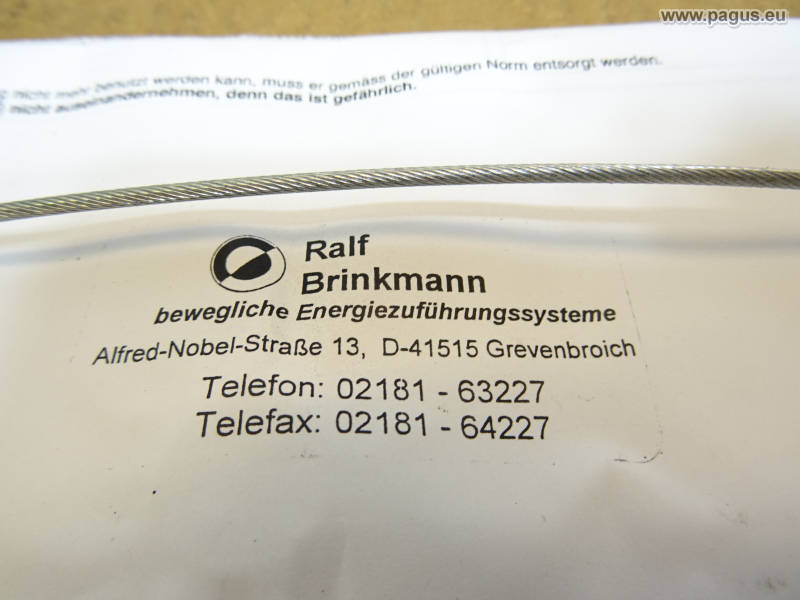 www.pagus.eu
nicht mehr benutzt werden kann, muss er gemäss der gültigen Norm entsorgt werden.
nicht auseinandernehmen, denn das ist gefährlich.
Ralf
Brinkmann
bewegliche Energiezuführungssysteme
Alfred-Nobel-Straße 13, D-41515 Grevenbroich
Telefon: 02181 - 63227
Telefax: 02181 - 64227